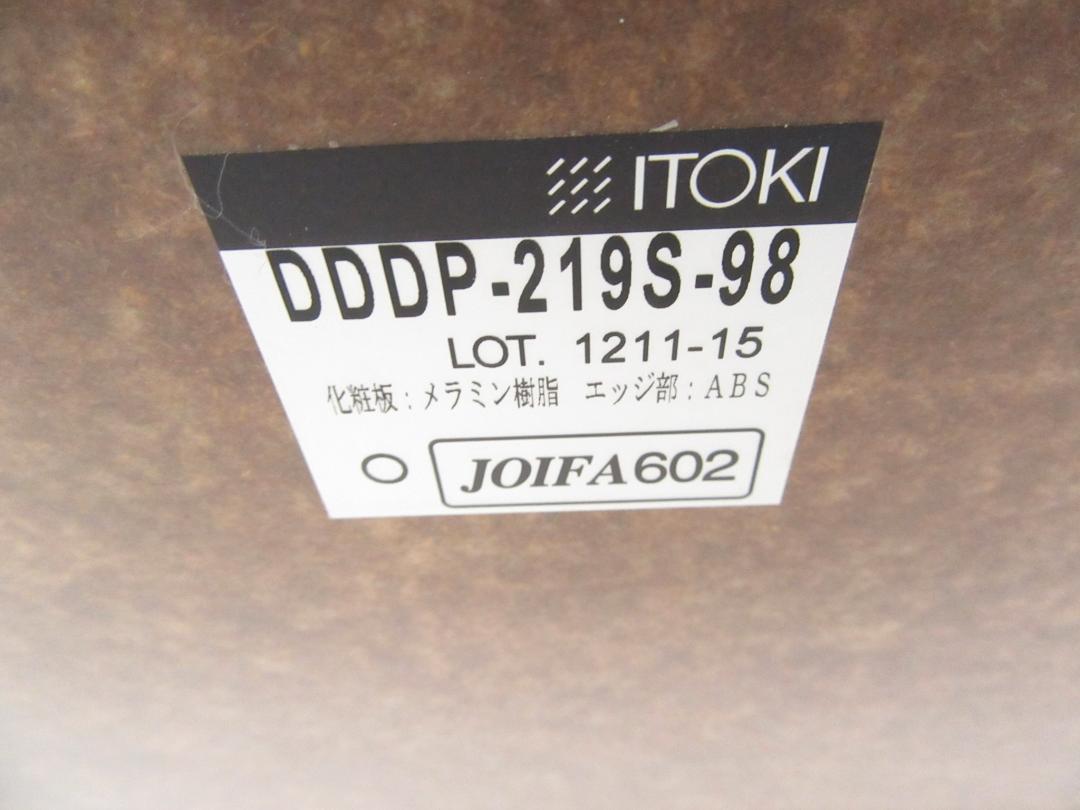 ITOKI
DDDP-219S-98
LOT. 1211-15
化粧板:メラミン樹脂 エッジ部:ABS
○ JOIFA602